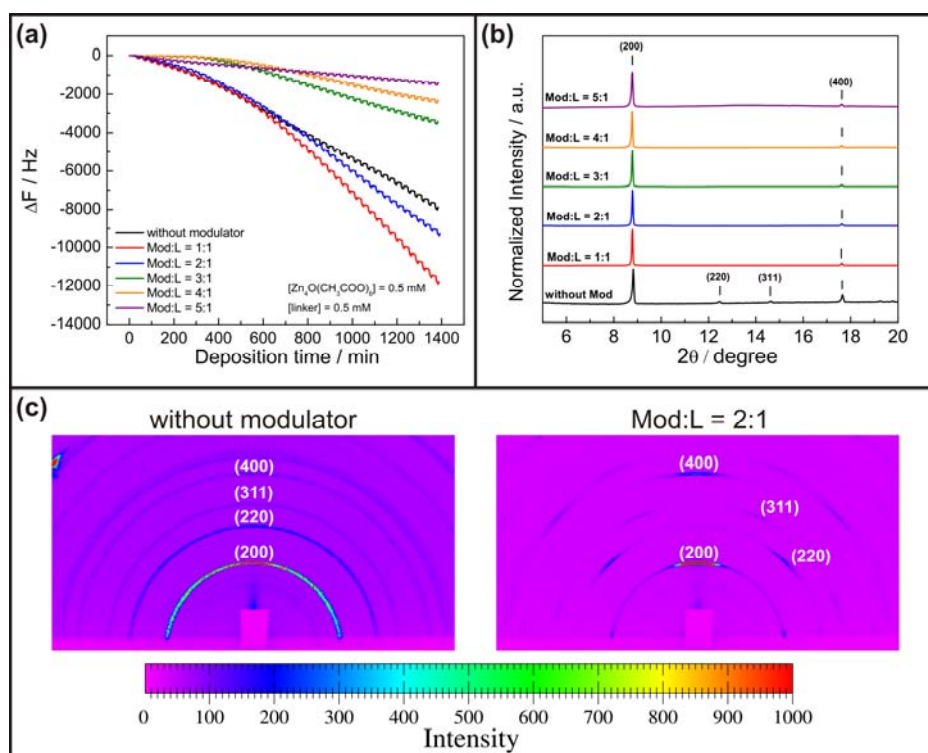 (a)
0
-2000
-4000
-6000
-8000
-10000
-12000
-14000
ΔF / Hz
without modulator
Mod:L = 1:1
Mod:L = 2:1
Mod:L = 3:1
Mod:L = 4:1
Mod:L = 5:1
[Zn₄O(CH₃COO)₆] = 0.5 mM
[linker] = 0.5 mM
0 200 400 600 800 1000 1200 1400
Deposition time / min
(b)
Normalized Intensity / a.u.
(200)
(400)
Mod:L = 5:1
Mod:L = 4:1
Mod:L = 3:1
Mod:L = 2:1
Mod:L = 1:1
without Mod
(220)
(311)
6 8 10 12 14 16 18 20
2θ / degree
(c)
without modulator
(400)
(311)
(220)
(200)
Mod:L = 2:1
(400)
(311)
(200)
(220)
0 100 200 300 400 500 600 700 800 900 1000
Intensity